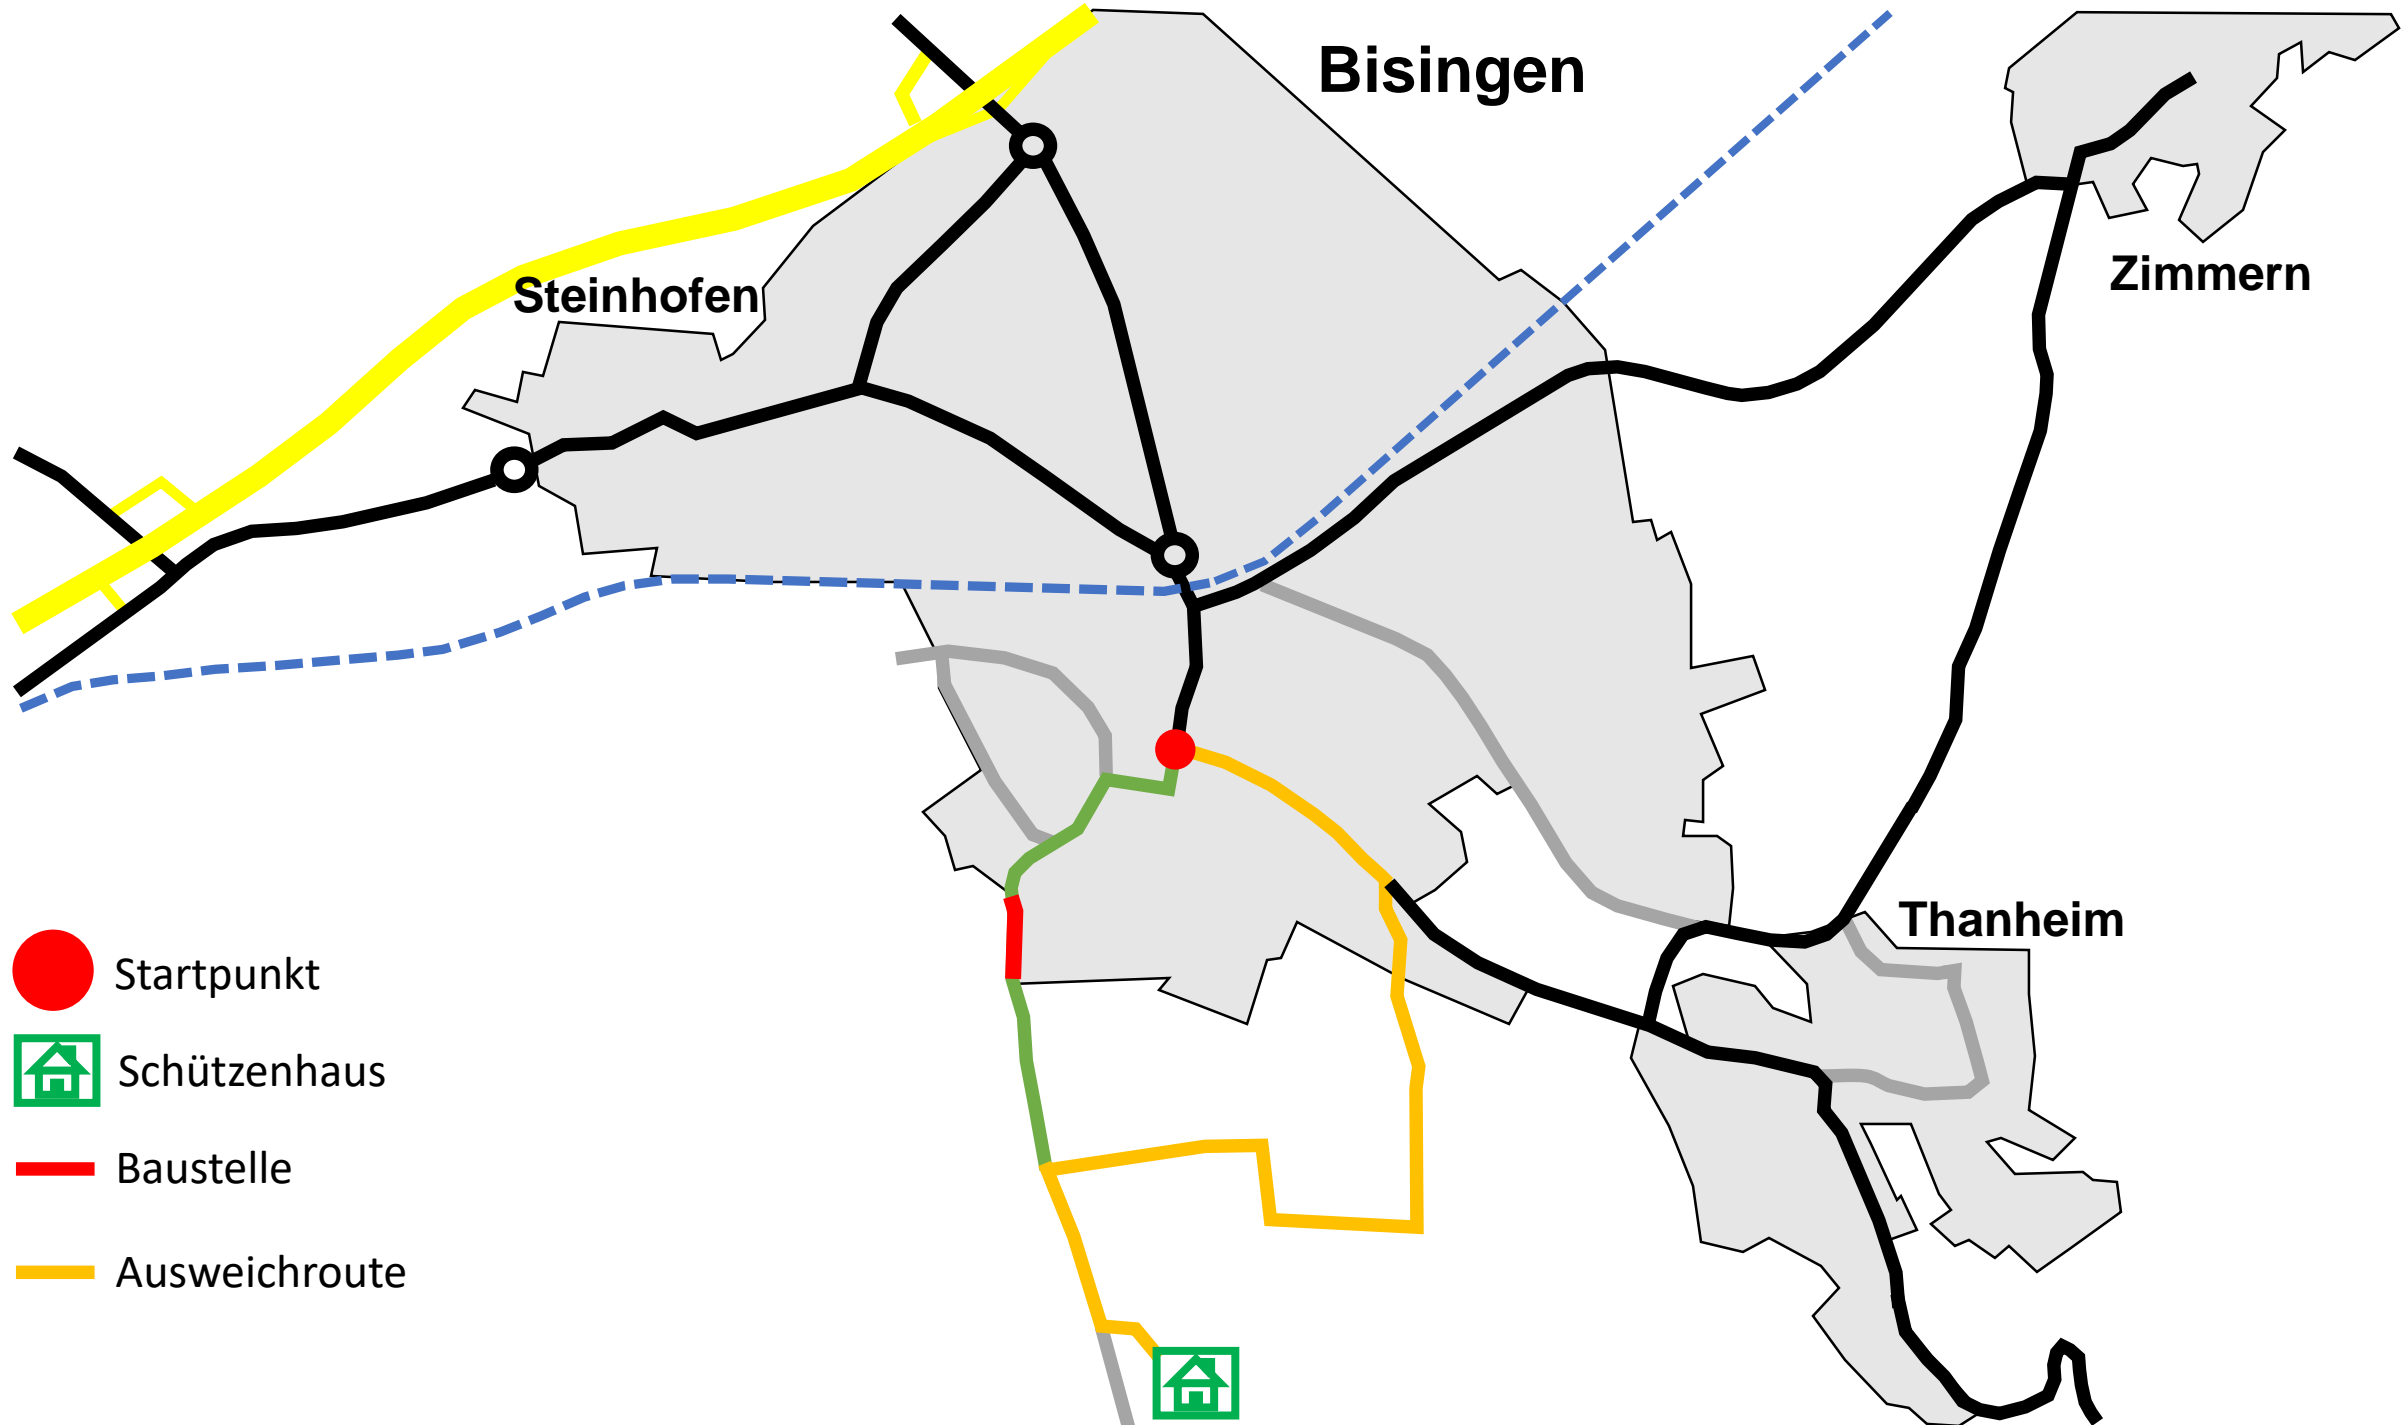 Bisingen
Steinhofen
Zimmern
Thanheim
Startpunkt
Schützenhaus
Baustelle
Ausweichroute